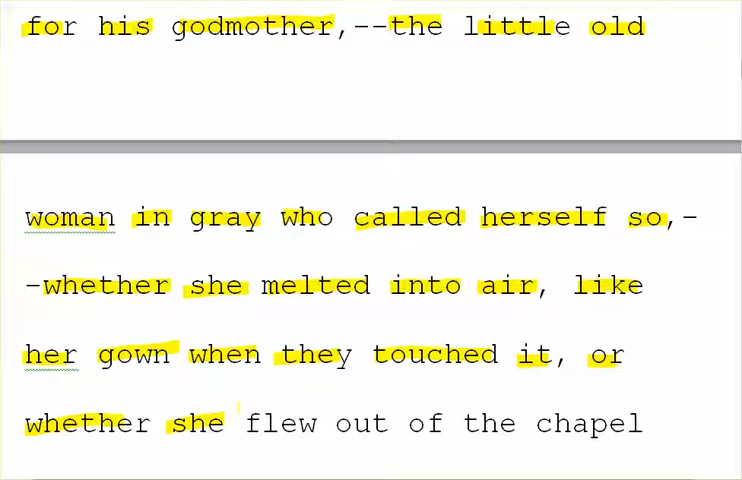 for his godmother,--the little old
woman in gray who called herself so,-
-whether she melted into air, like
her gown when they touched it, or
whether she flew out of the chapel